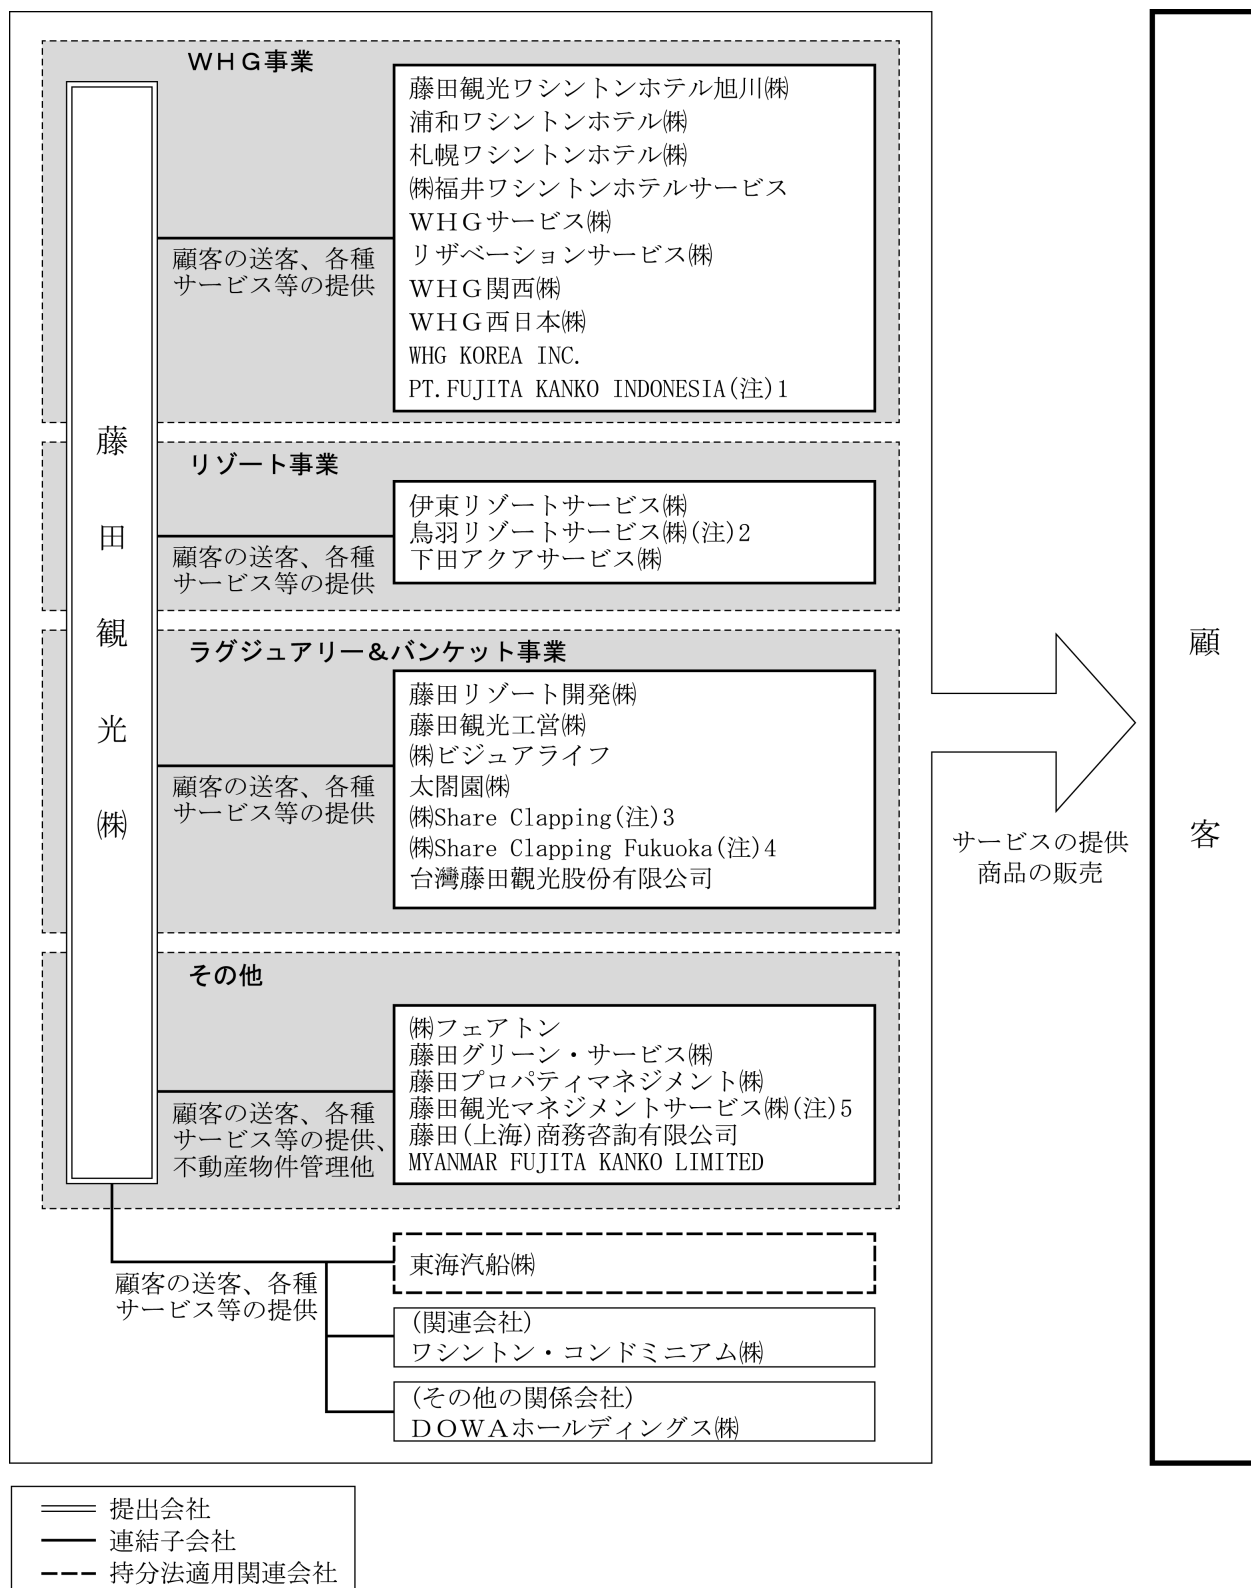 WHG事業
藤田観光ワシントンホテル旭川㈱
浦和ワシントンホテル㈱
札幌ワシントンホテル㈱
㈱福井ワシントンホテルサービス
WHGサービス㈱
リザベーションサービス㈱
WHG関西㈱
WHG西日本㈱
WHG KOREA INC.
PT.FUJITA KANKO INDONESIA(注)1
顧客の送客、各種
サービス等の提供
藤田観光㈱
リゾート事業
伊東リゾートサービス㈱
鳥羽リゾートサービス㈱(注)2
下田アクアサービス㈱
顧客の送客、各種
サービス等の提供
ラグジュアリー&バンケット事業
藤田リゾート開発㈱
藤田観光工営㈱
㈱ビジュアライフ
太閤園㈱
㈱Share Clapping(注)3
㈱Share Clapping Fukuoka(注)4
台灣藤田觀光股份有限公司
顧客の送客、各種
サービス等の提供
その他
㈱フェアトン
藤田グリーン・サービス㈱
藤田プロパティマネジメント㈱
藤田観光マネジメントサービス㈱(注)5
藤田(上海)商務咨詢有限公司
MYANMAR FUJITA KANKO LIMITED
顧客の送客、各種
サービス等の提供、
不動産物件管理他
東海汽船㈱
顧客の送客、各種
サービス等の提供
(関連会社)
ワシントン・コンドミニアム㈱
(その他の関係会社)
DOWAホールディングス㈱
サービスの提供
商品の販売
顧客
提出会社
連結子会社
持分法適用関連会社